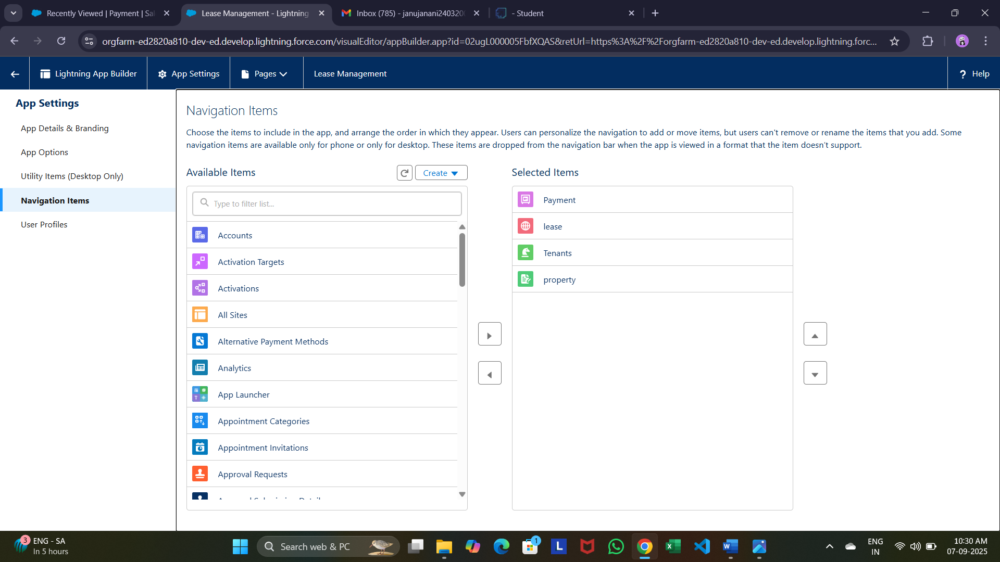 Recently Viewed | Payment | Sal
Lease Management - Lightning
Inbox (785) - janujanani240320
- Student
orgfarm-ed2820a810-dev-ed.develop.lightning.force.com/visualEditor/appBuilder.app?id=02ugL000005FbfXQAS&retUrl=https%3A%2F%2Forgfarm-ed2820a810-dev-ed.develop.lightning.forc...
Lightning App Builder
App Settings
Pages
Lease Management
? Help
App Settings
App Details & Branding
App Options
Utility Items (Desktop Only)
Navigation Items
User Profiles
Navigation Items
Choose the items to include in the app, and arrange the order in which they appear. Users can personalize the navigation to add or move items, but users can't remove or rename the items that you add. Some
navigation items are available only for phone or only for desktop. These items are dropped from the navigation bar when the app is viewed in a format that the item doesn’t support.
Available Items
Create
Type to filter list...
Accounts
Activation Targets
Activations
All Sites
Alternative Payment Methods
Analytics
App Launcher
Appointment Categories
Appointment Invitations
Approval Requests
Selected Items
Payment
lease
Tenants
property
3
ENG - SA
In 5 hours
Search web & PC
1
L
ENG
IN
10:30 AM
07-09-2025